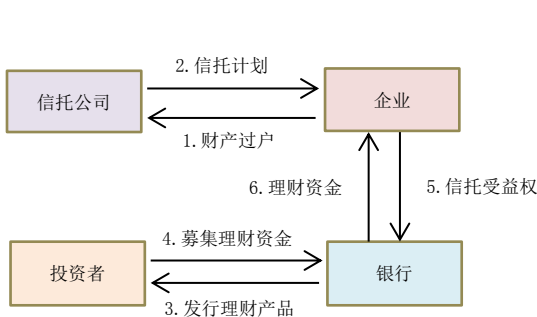 2.信托计划
信托公司
企业
1.财产过户
6.理财资金
5.信托受益权
4.募集理财资金
投资者
银行
3.发行理财产品